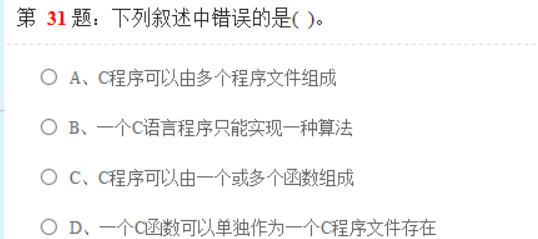 第 31 题：下列叙述中错误的是( )。
A、C程序可以由多个程序文件组成
B、一个C语言程序只能实现一种算法
C、C程序可以由一个或多个函数组成
D、一个C函数可以单独作为一个C程序文件存在